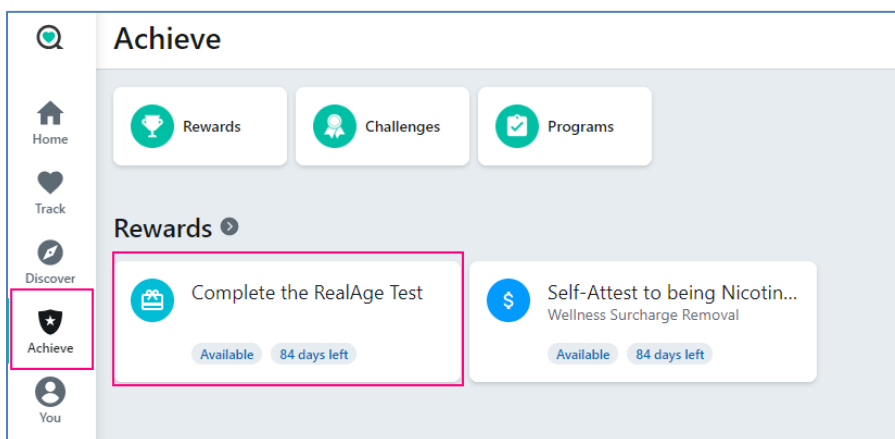 Achieve
Home
Track
Discover
Achieve
You
Rewards
Challenges
Programs
Rewards
Complete the RealAge Test
Available
84 days left
Self-Attest to being Nicotin...
Wellness Surcharge Removal
Available
84 days left